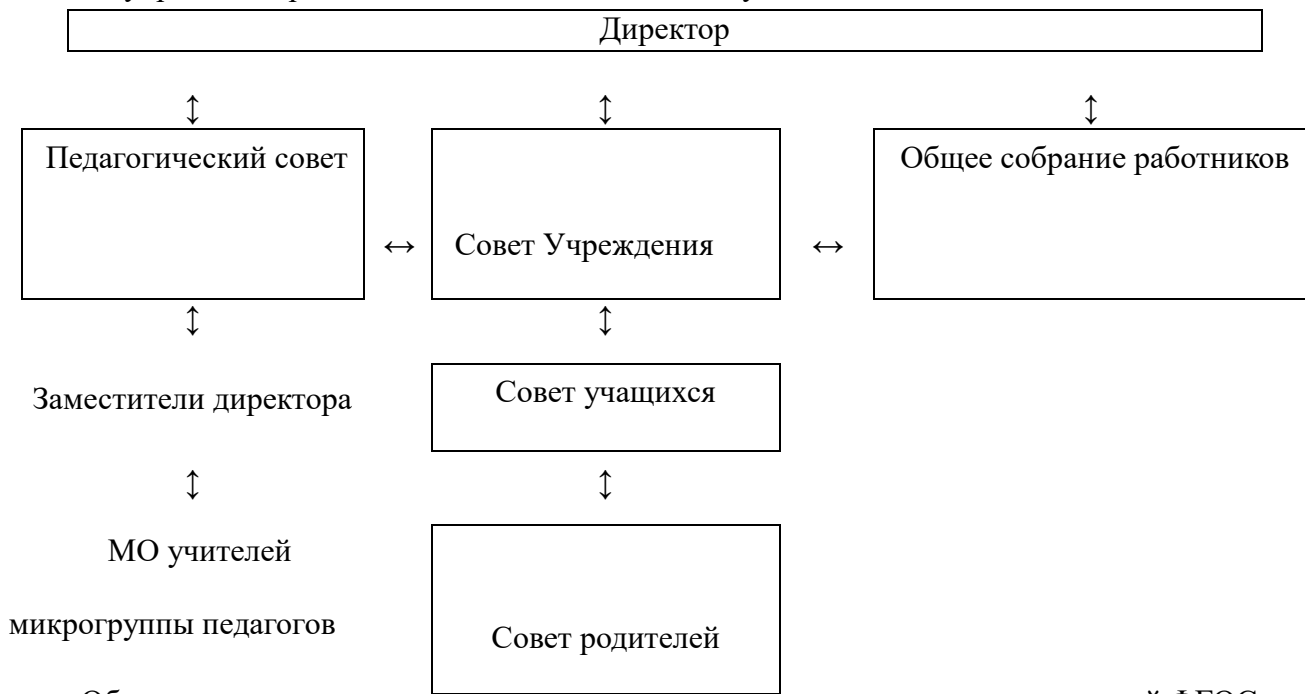 Директор
↕ ↕ ↕
Педагогический совет
Общее собрание работников
↔ Совет Учреждения ↔
↕ ↕
Заместители директора
Совет учащихся
↕ ↕
МО учителей
микрогруппы педагогов
Совет родителей